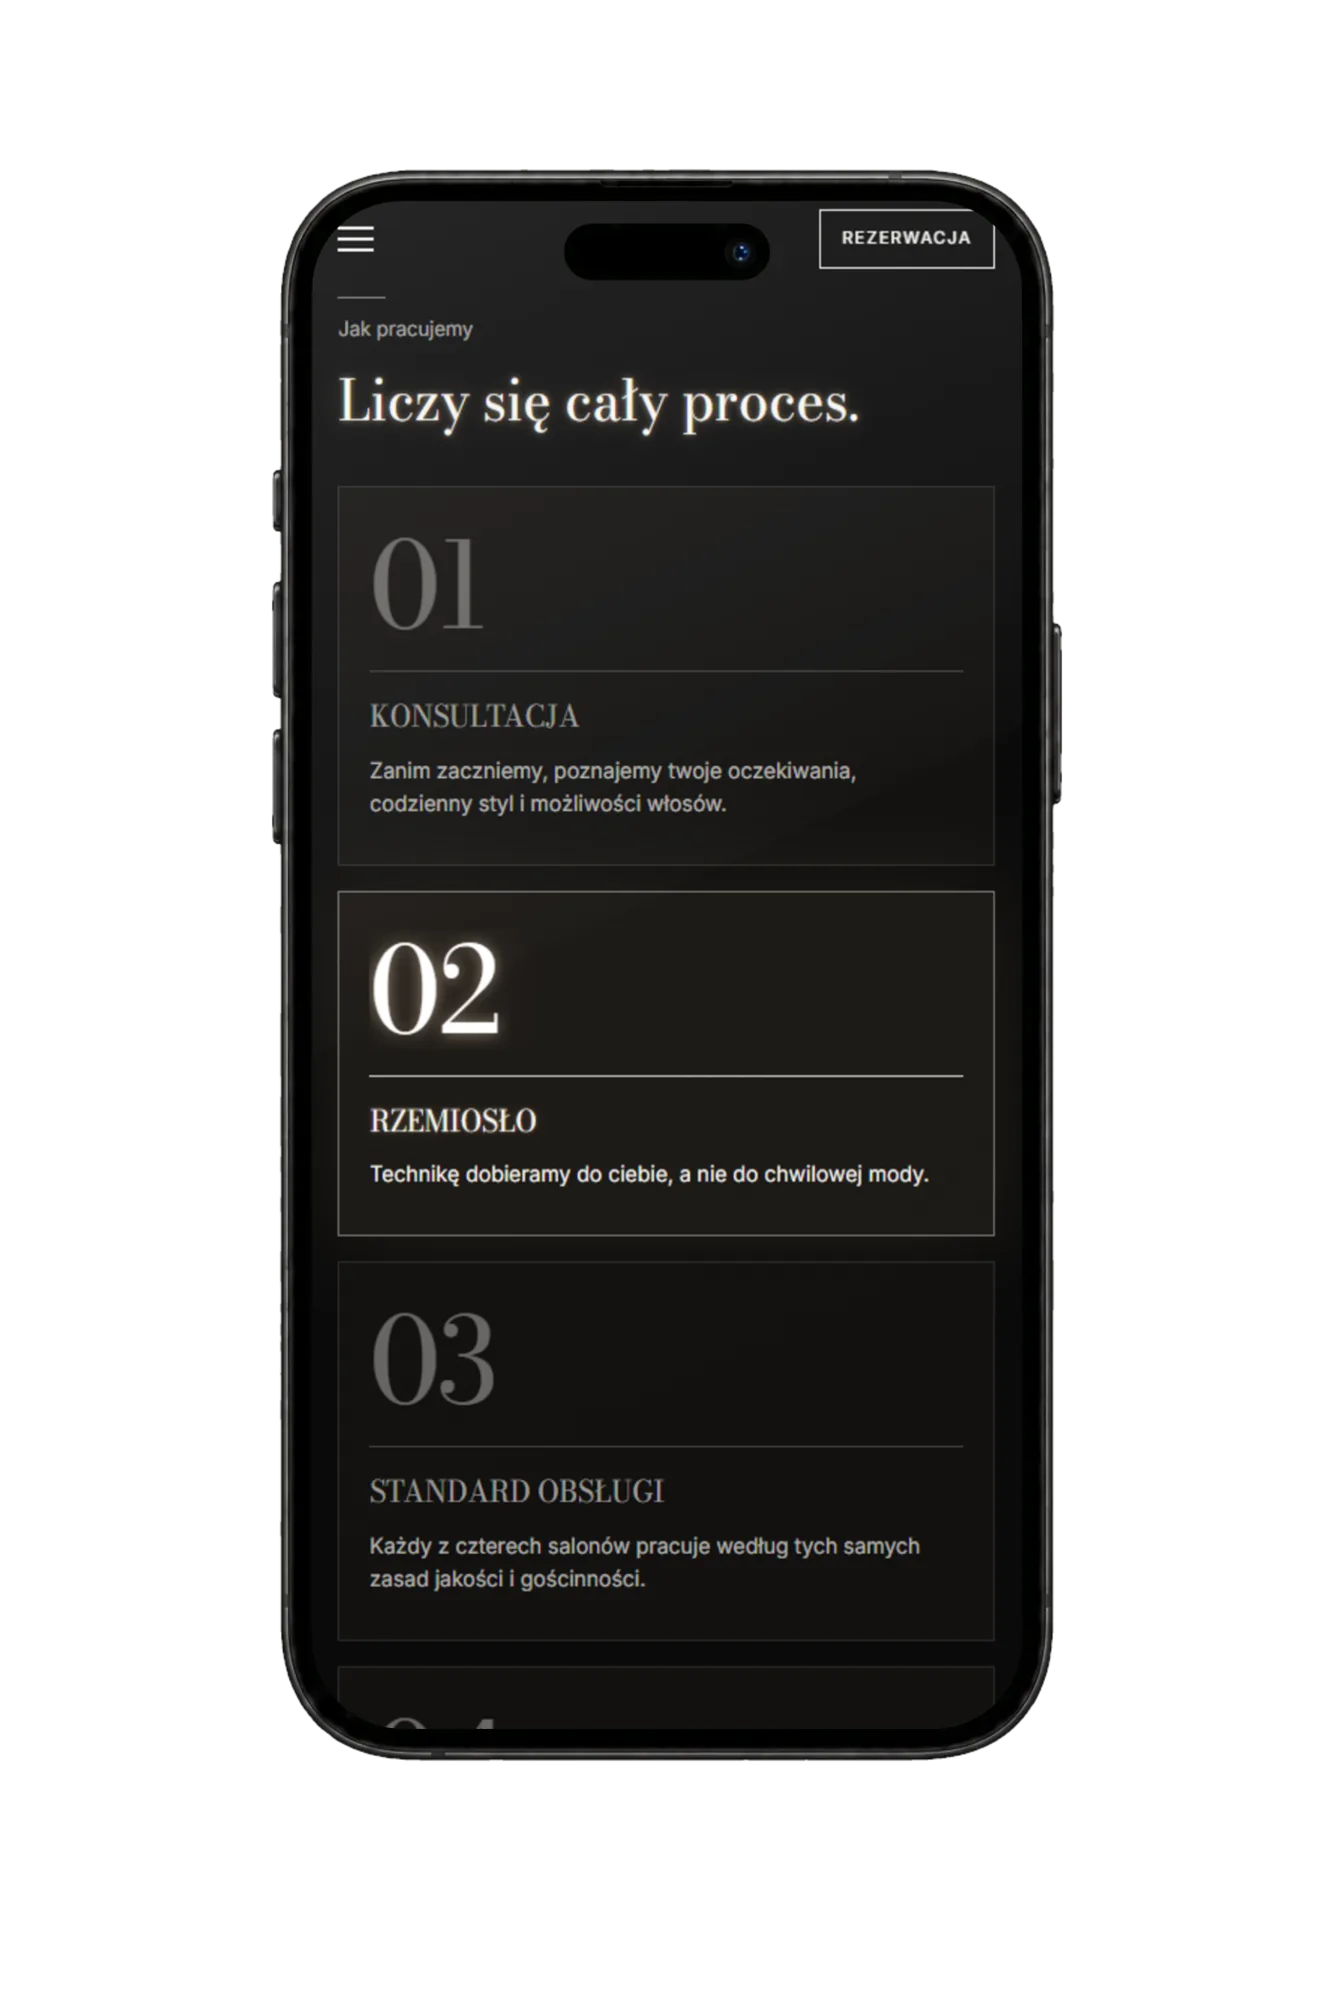 REZERWACJA
Jak pracujemy
Liczy się cały proces.
01
KONSULTACJA
Zanim zaczniemy, poznajemy twoje oczekiwania,
codzienny styl i możliwości włosów.
02
RZEMIOSŁO
Technikę dobieramy do ciebie, a nie do chwilowej mody.
03
STANDARD OBSŁUGI
Każdy z czterech salonów pracuje według tych samych
zasad jakości i gościnności.